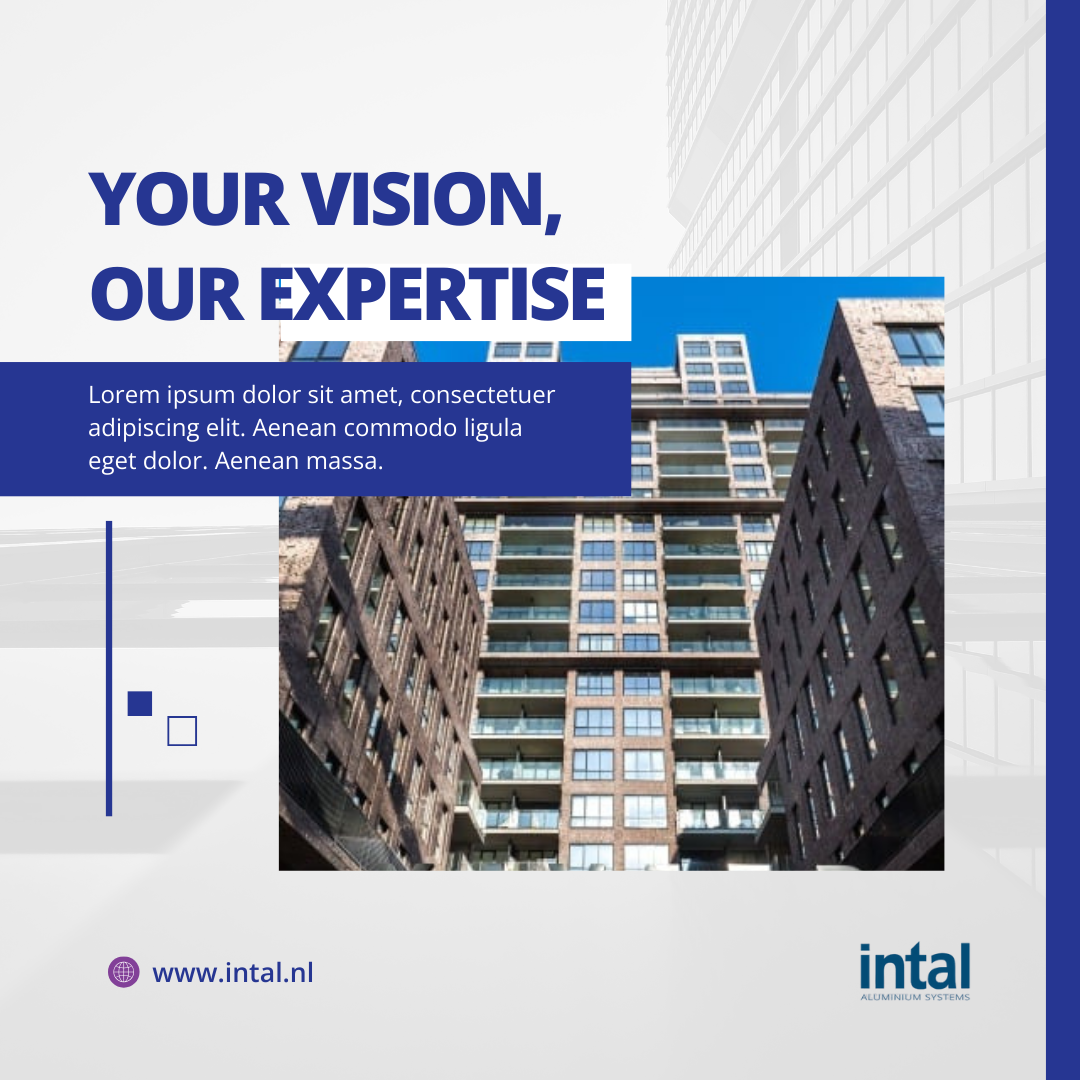 YOUR VISION,
OUR EXPERTISE
Lorem ipsum dolor sit amet, consectetuer
adipiscing elit. Aenean commodo ligula
eget dolor. Aenean massa.
www.intal.nl
intal
ALUMINIUM SYSTEMS